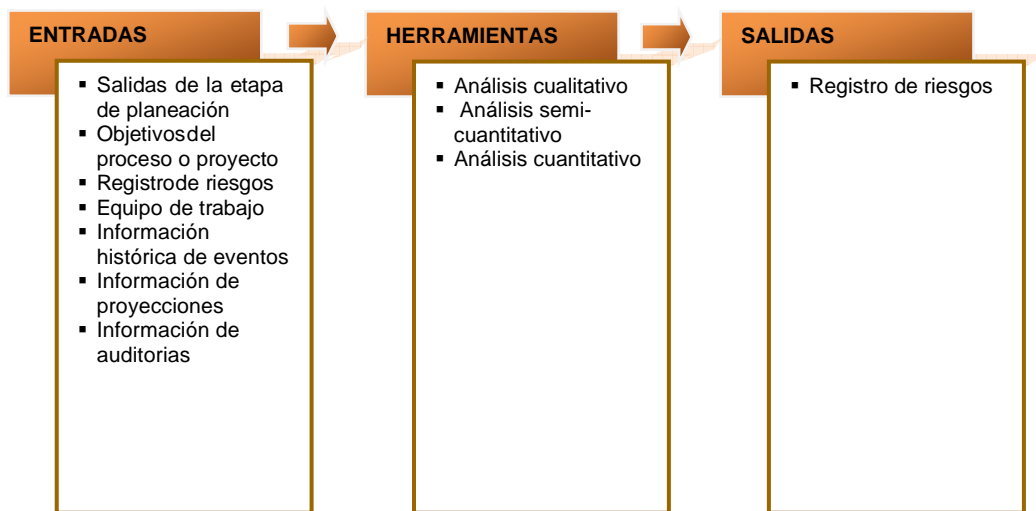 ENTRADAS
▪ Salidas de la etapa
de planeación
▪ Objetivosdel
proceso o proyecto
▪ Registrode riesgos
▪ Equipo de trabajo
▪ Información
histórica de eventos
▪ Información de
proyecciones
▪ Información de
auditorias
HERRAMIENTAS
▪ Análisis cualitativo
▪ Análisis semi-
cuantitativo
▪ Análisis cuantitativo
SALIDAS
▪ Registro de riesgos